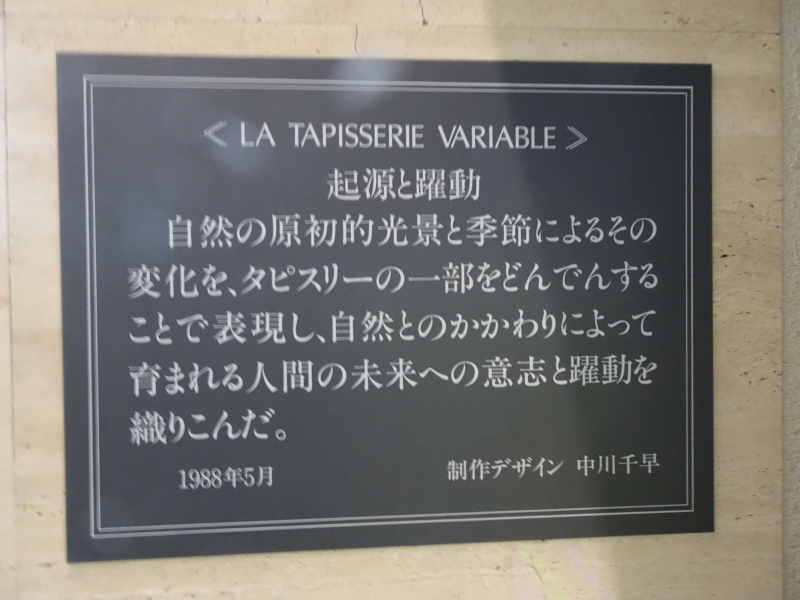 ≪ LA TAPISSERIE VARIABLE ≫
起源と躍動
自然の原初的光景と季節によるその
変化を、タピスリーの一部をどんでんする
ことで表現し、自然とのかかわりによって
育まれる人間の未来への意志と躍動を
織りこんだ。
1988年5月 制作デザイン 中川千早